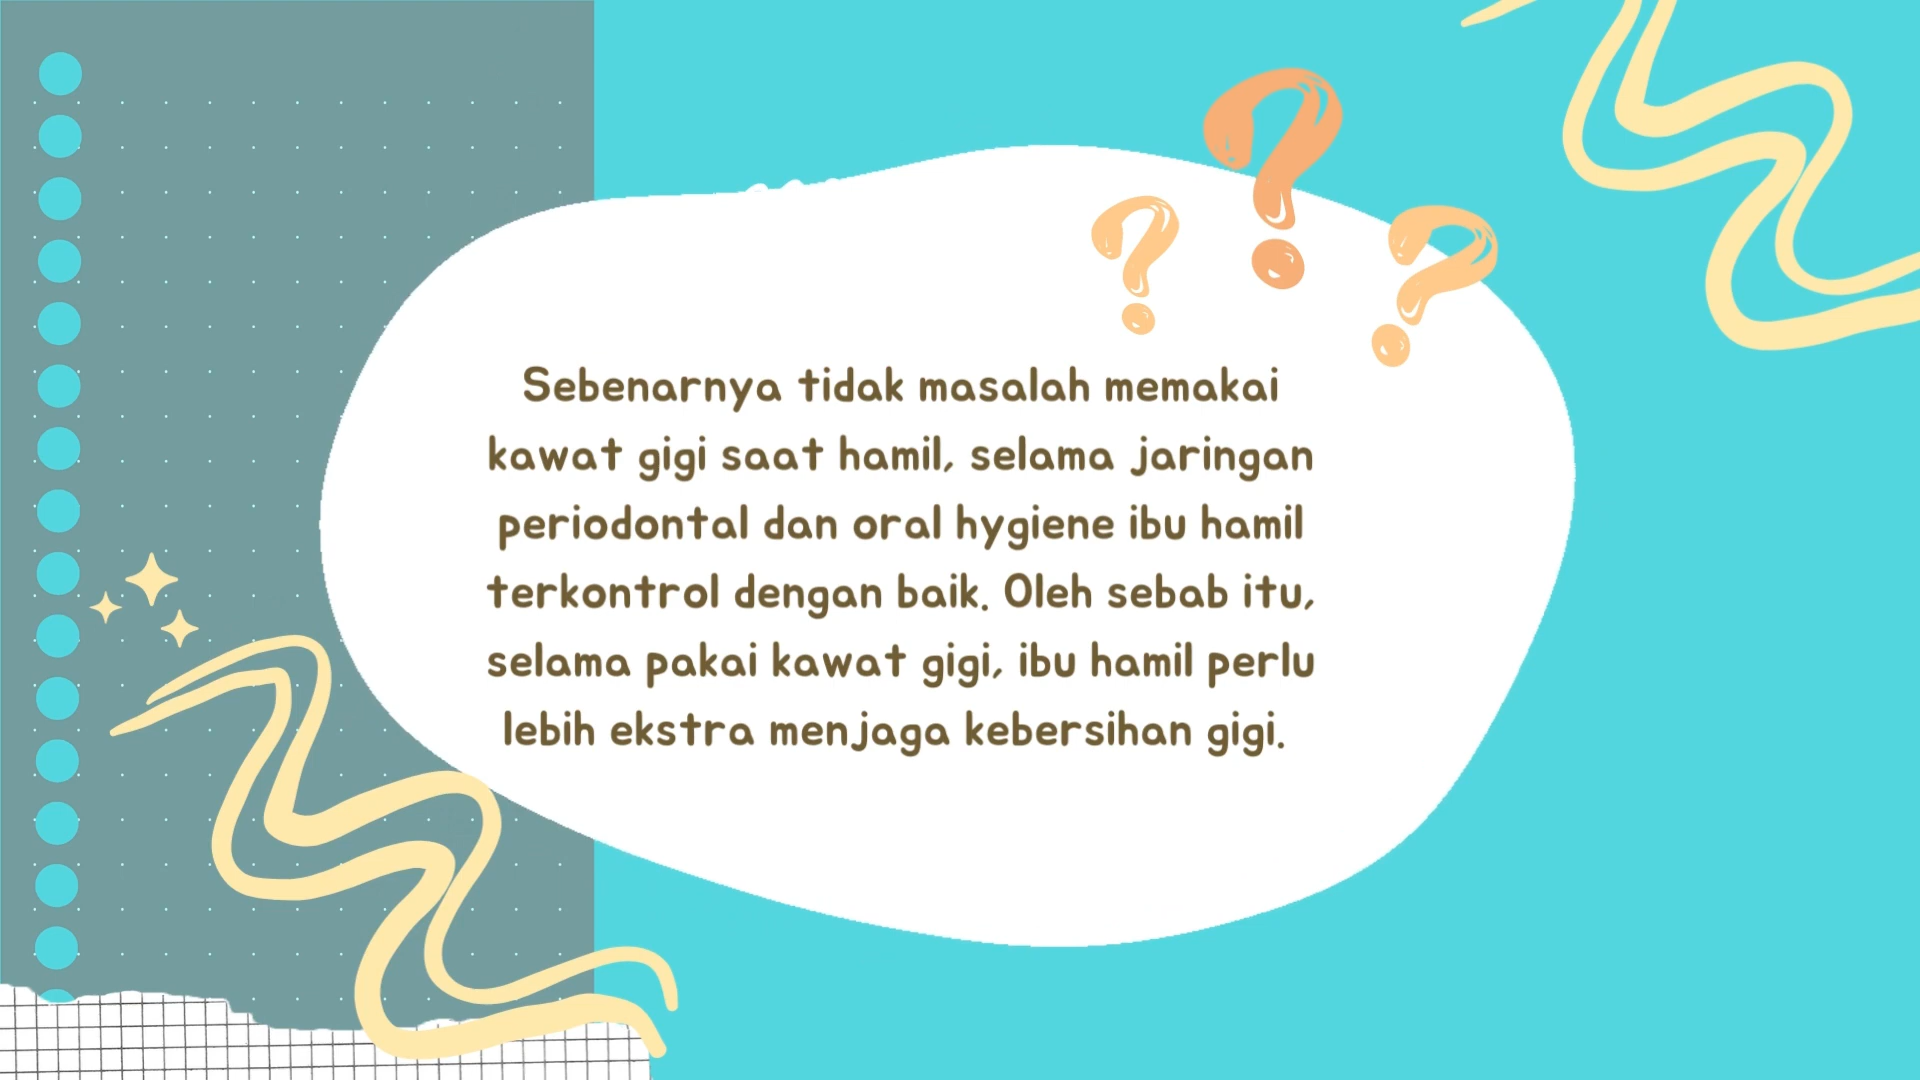 Sebenarnya tidak masalah memakai
kawat gigi saat hamil, selama jaringan
periodontal dan oral hygiene ibu hamil
terkontrol dengan baik. Oleh sebab itu,
selama pakai kawat gigi, ibu hamil perlu
lebih ekstra menjaga kebersihan gigi.